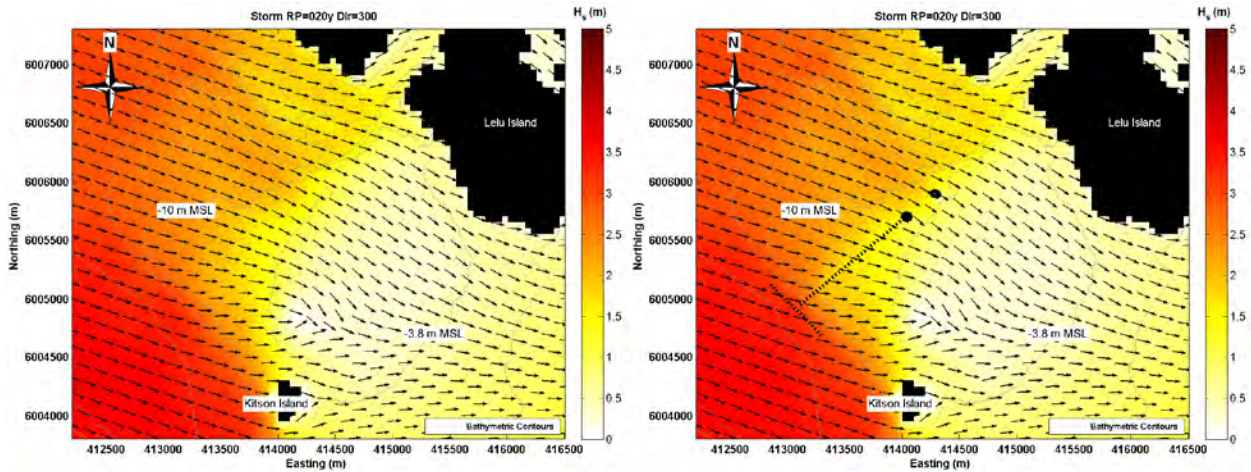 Storm RP=020y Dir=300
H_s (m)
N
6007000
6006500
6006000
6005500
6005000
6004500
6004000
Northing (m)
Lelu Island
-10 m MSL
-3.8 m MSL
Kitson Island
Bathymetric Contours
412500 413000 413500 414000 414500 415000 415500 416000 416500
Easting (m)
5
4.5
4
3.5
3
2.5
2
1.5
1
0.5
0
Storm RP=020y Dir=300
H_s (m)
N
6007000
6006500
6006000
6005500
6005000
6004500
6004000
Northing (m)
Lelu Island
-10 m MSL
-3.8 m MSL
Kitson Island
Bathymetric Contours
412500 413000 413500 414000 414500 415000 415500 416000 416500
Easting (m)
5
4.5
4
3.5
3
2.5
2
1.5
1
0.5
0